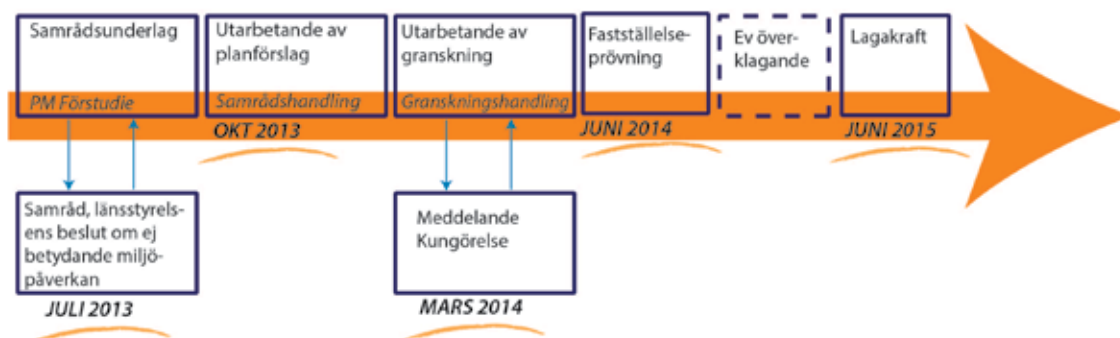 Samrådsunderlag
PM Förstudie
Utarbetande av
planförslag
Samrådshandling
OKT 2013
Utarbetande av
granskning
Granskningshandling
Fastställelse-
prövning
JUNI 2014
Ev över-
klagande
Lagakraft
JUNI 2015
Samråd, länsstyrels-
ens beslut om ej
betydande miljö-
påverkan
JULI 2013
Meddelande
Kungörelse
MARS 2014